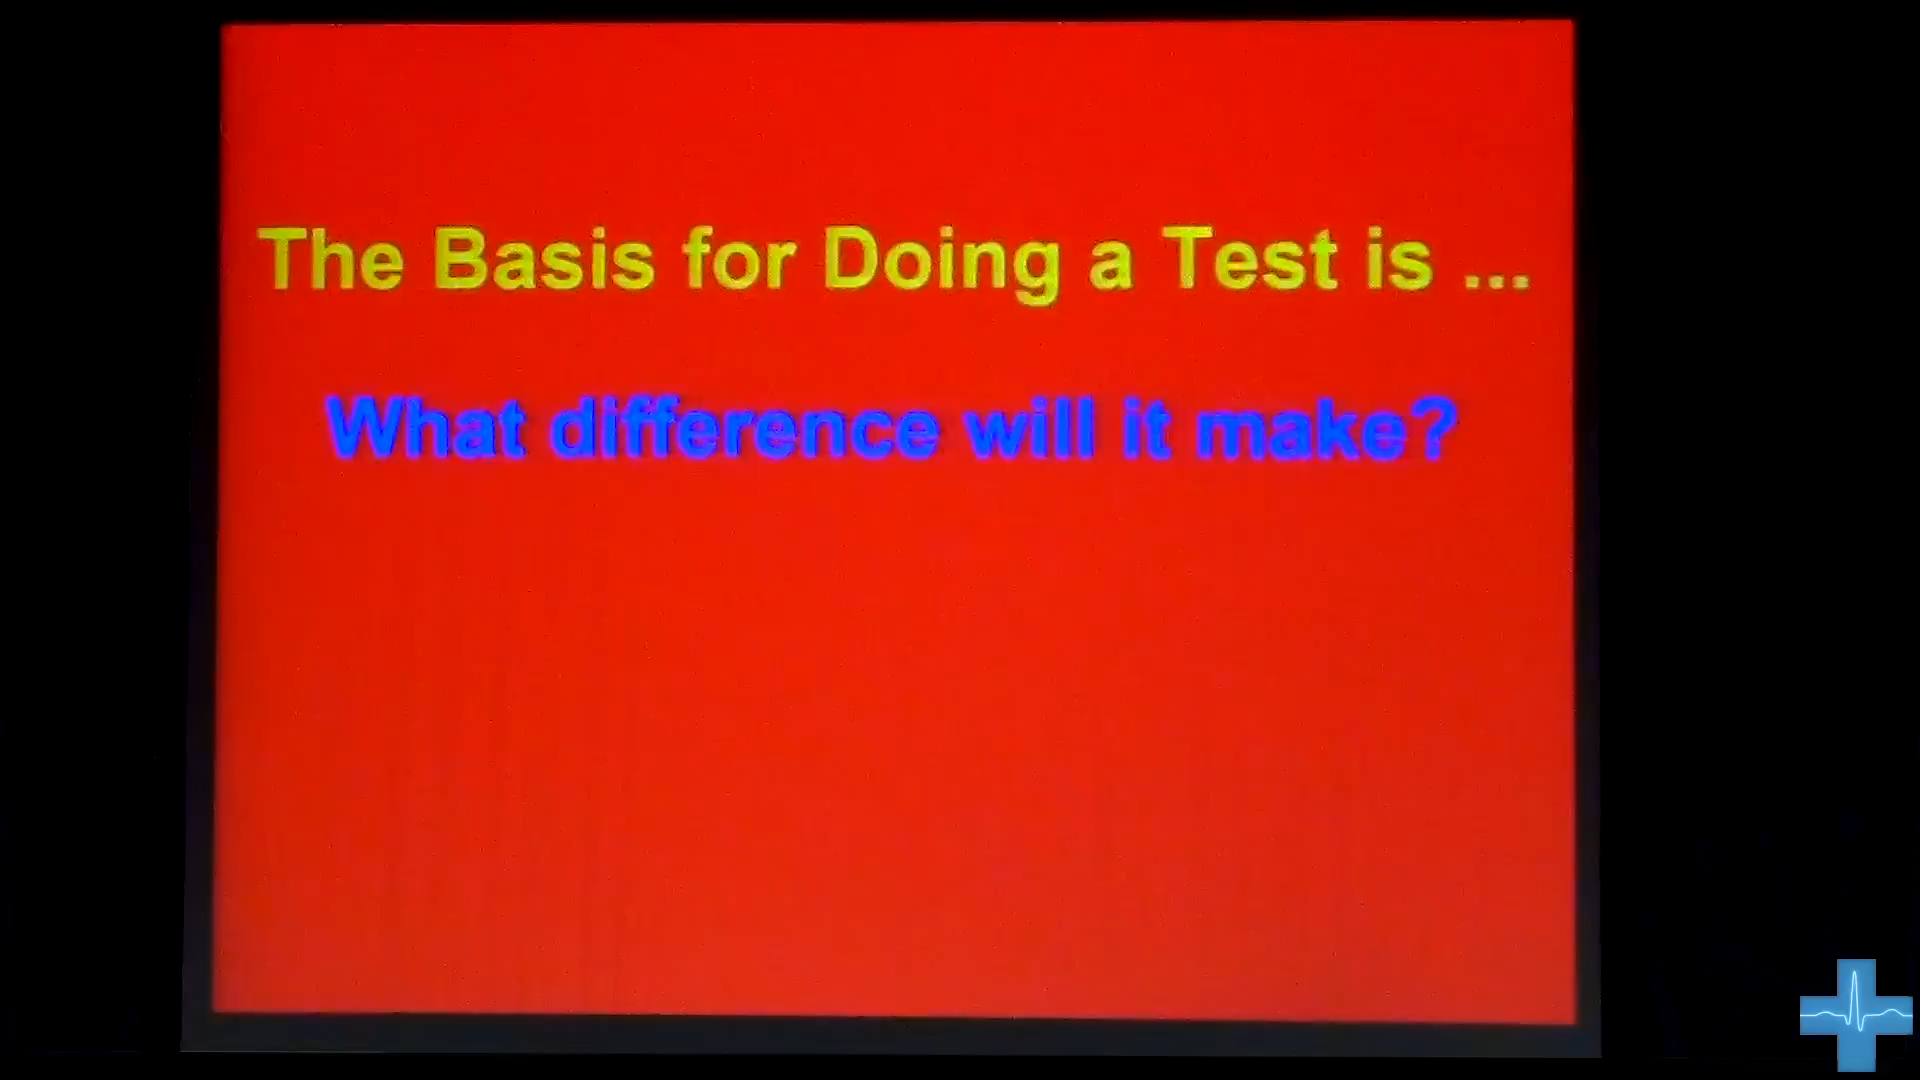 The Basis for Doing a Test is ...
What difference will it make?